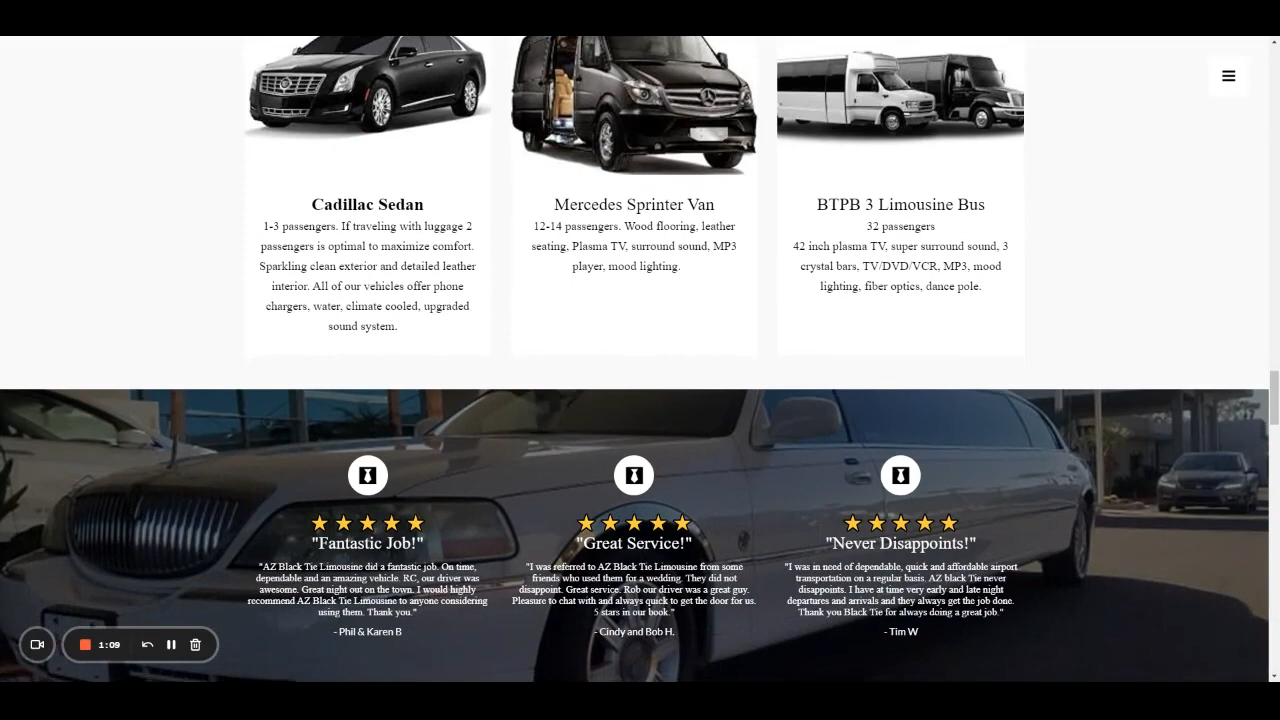 Cadillac Sedan
1-3 passengers. If traveling with luggage 2
passengers is optimal to maximize comfort.
Sparkling clean exterior and detailed leather
interior. All of our vehicles offer phone
chargers, water, climate cooled, upgraded
sound system.
Mercedes Sprinter Van
12-14 passengers. Wood flooring, leather
seating, Plasma TV, surround sound, MP3
player, mood lighting.
BTPB 3 Limousine Bus
32 passengers
42 inch plasma TV, super surround sound, 3
crystal bars, TV/DVD/VCR, MP3, mood
lighting, fiber optics, dance pole.
"Fantastic Job!"
"AZ Black Tie Limousine did a fantastic job. On time,
dependable and an amazing vehicle. RC, our driver was
awesome. Great night out on the town. I would highly
recommend AZ Black Tie Limousine to anyone considering
using them. Thank you."
- Phil & Karen B
"Great Service!"
"I was referred to AZ Black Tie Limousine from some
friends who used them for a wedding. They did not
disappoint. Great service. Rob our driver was a great guy.
Pleasure to chat with and always quick to get the door for us.
5 stars in our book."
- Cindy and Bob H.
"Never Disappoints!"
"I was in need of dependable, quick and affordable airport
transportation on a regular basis. AZ black Tie never
disappoints. I have at time very early and late night
departures and arrivals and they always get the job done.
Thank you Black Tie for always doing a great job."
- Tim W
1:09